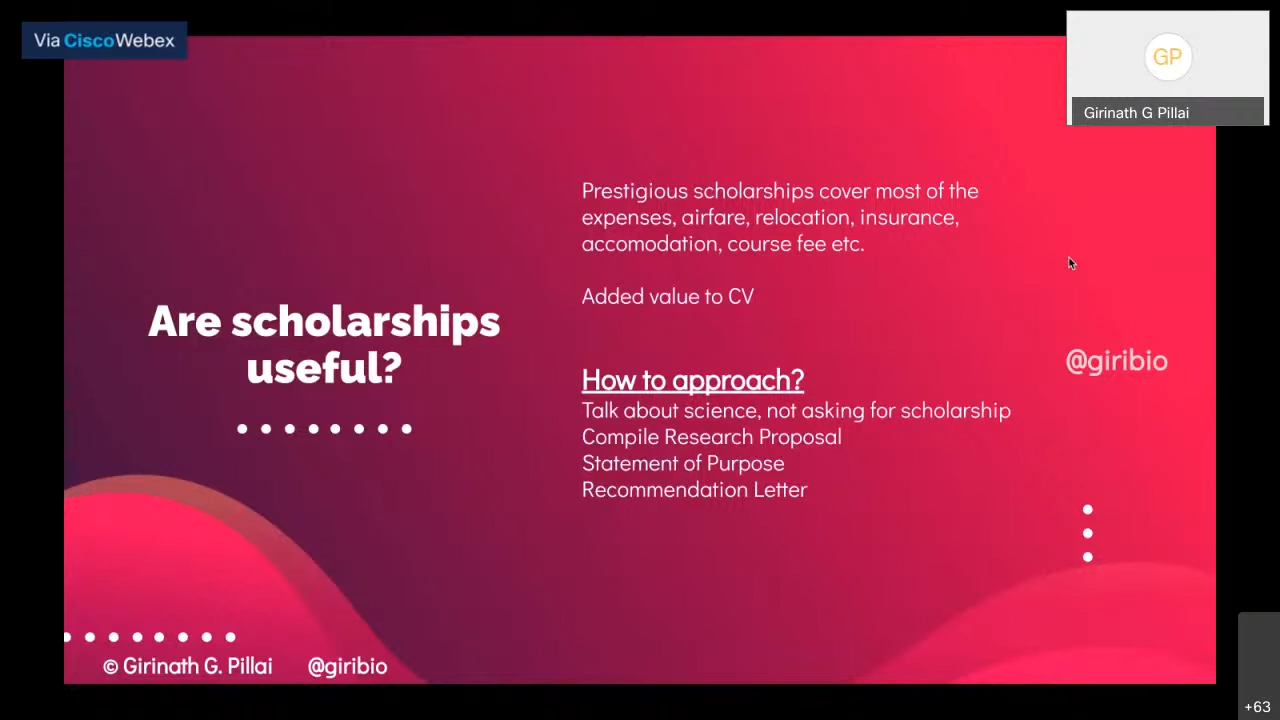 Via Cisco Webex
GP
Girinath G Pillai
Prestigious scholarships cover most of the
expenses, airfare, relocation, insurance,
accomodation, course fee etc.
Added value to CV
Are scholarships
useful?
How to approach?
Talk about science, not asking for scholarship
Compile Research Proposal
Statement of Purpose
Recommendation Letter
@giribio
© Girinath G. Pillai @giribio
+63